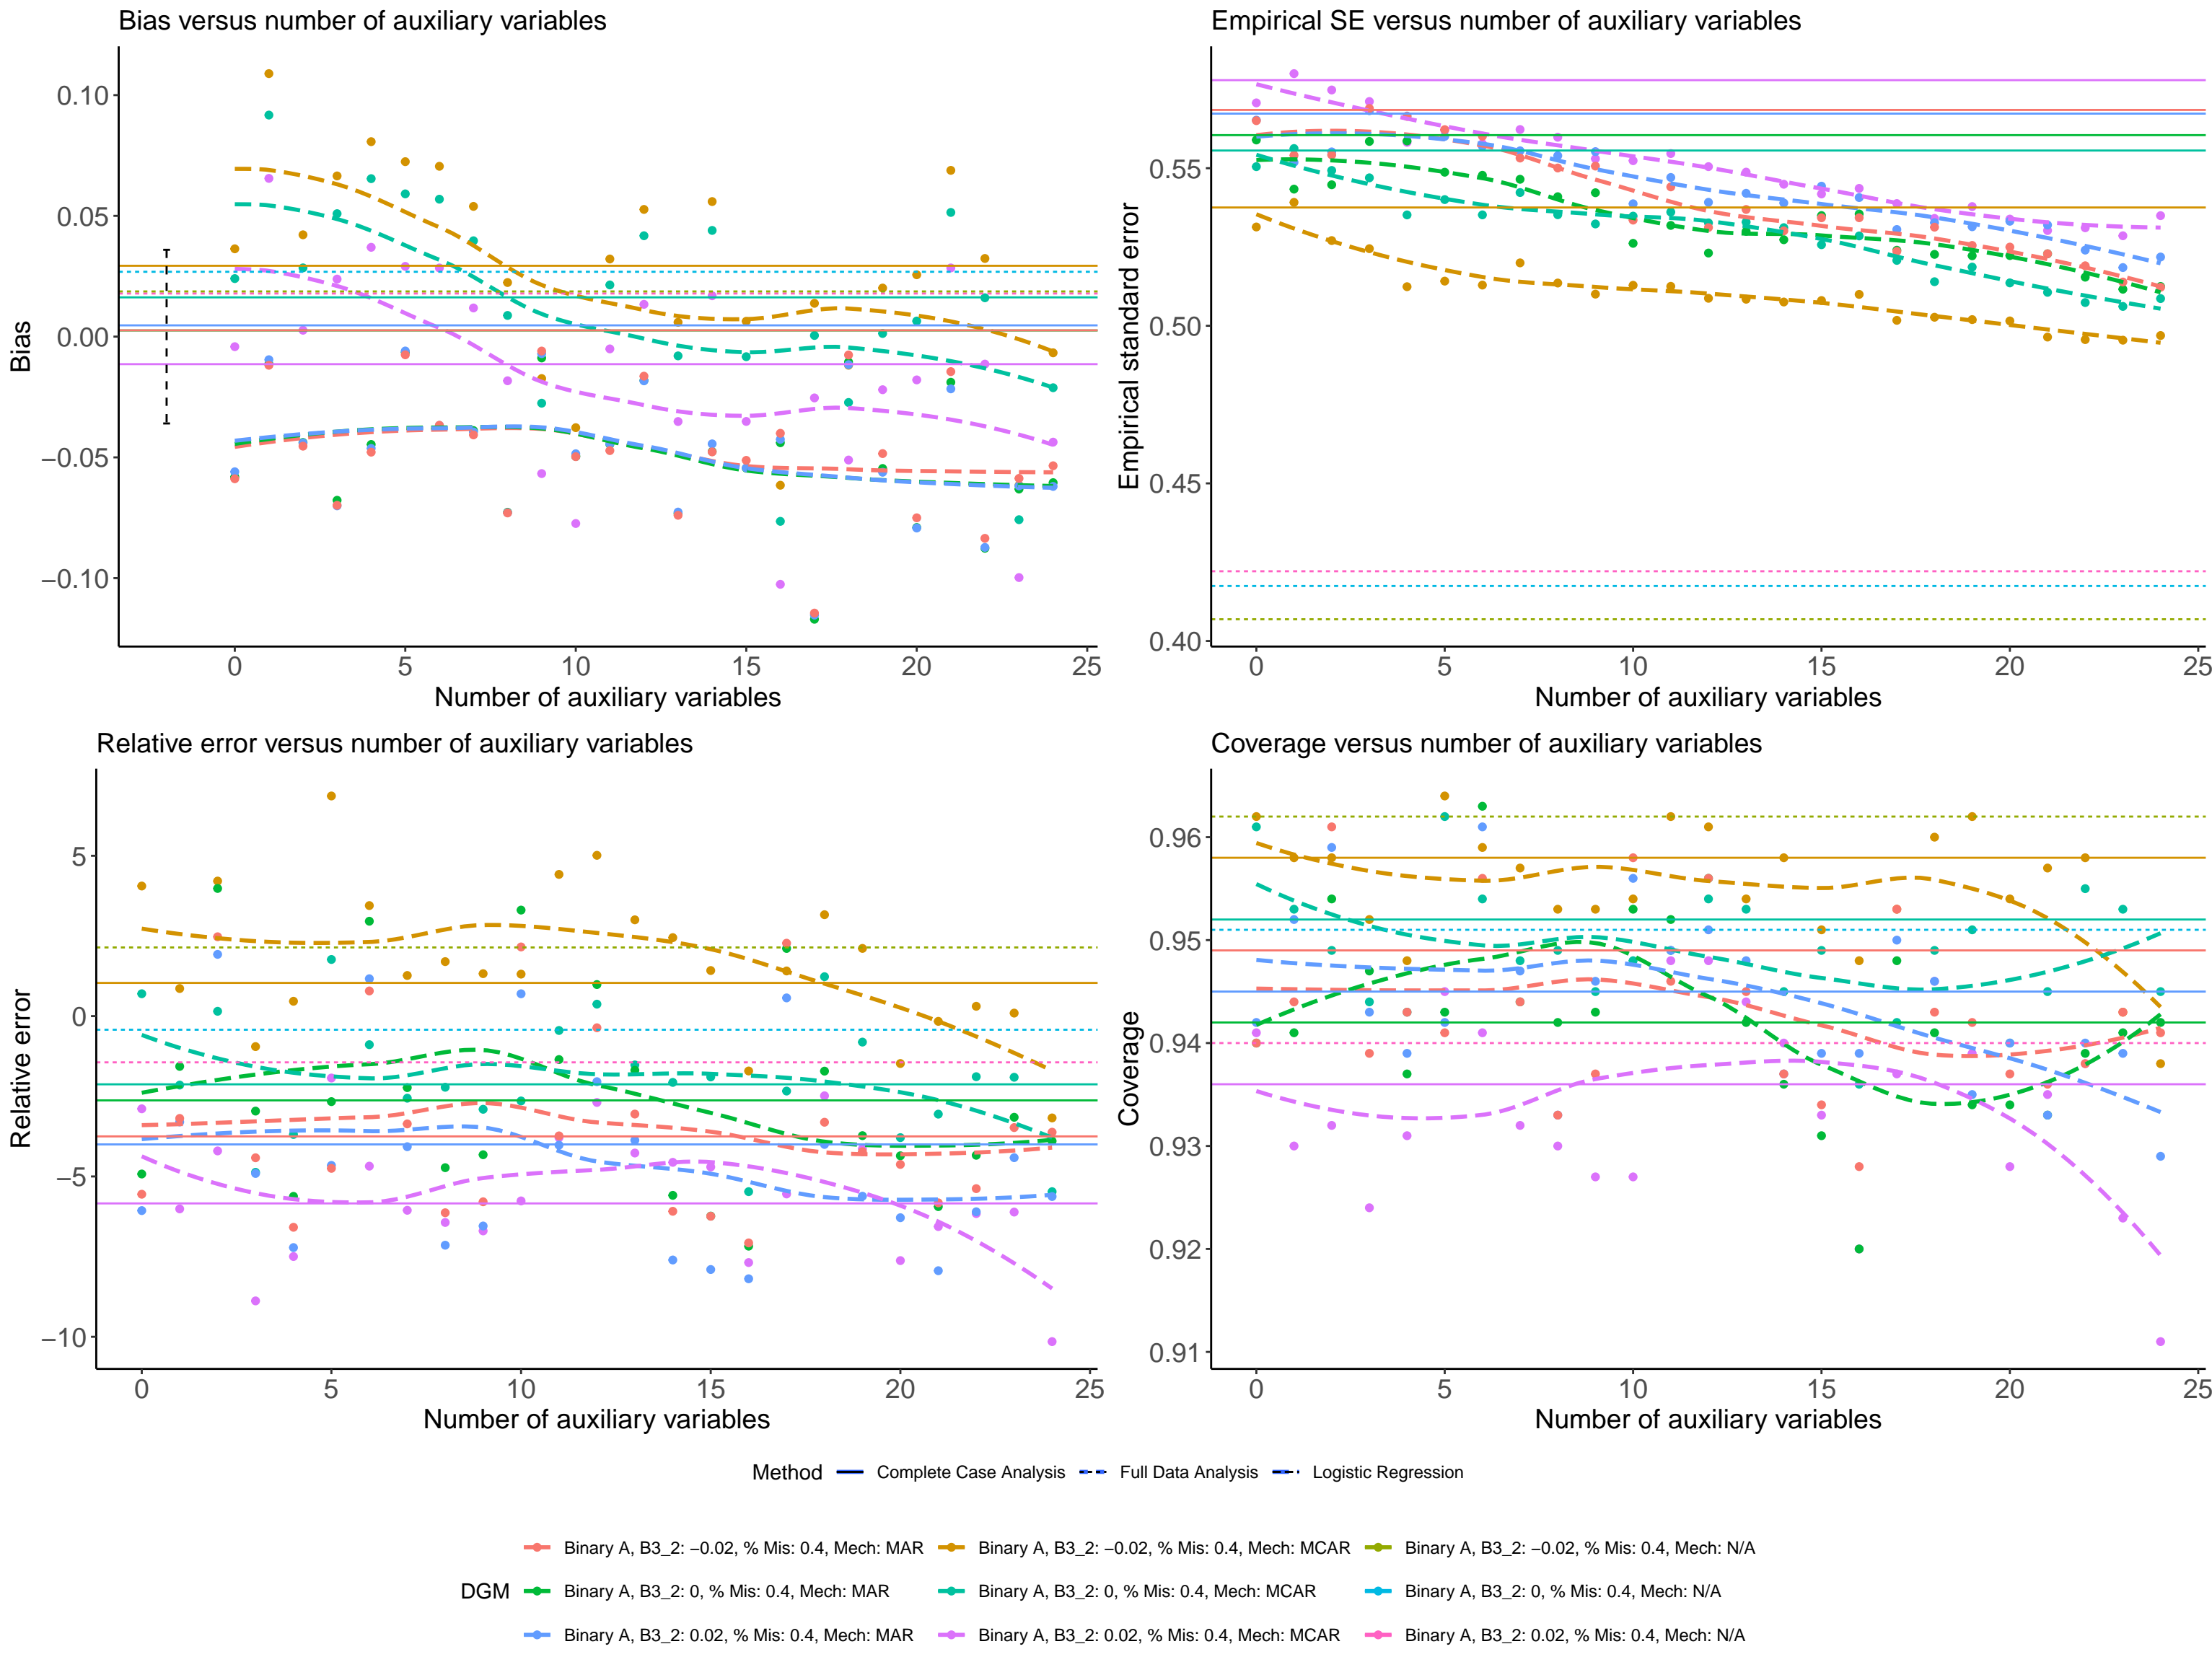 Bias versus number of auxiliary variables
Empirical SE versus number of auxiliary variables
Bias
0.10
0.05
0.00
−0.05
−0.10
0 5 10 15 20 25
Number of auxiliary variables
Empirical standard error
0.55
0.50
0.45
0.40
0 5 10 15 20 25
Number of auxiliary variables
Relative error versus number of auxiliary variables
Coverage versus number of auxiliary variables
Relative error
5
0
−5
−10
0 5 10 15 20 25
Number of auxiliary variables
Coverage
0.96
0.95
0.94
0.93
0.92
0.91
0 5 10 15 20 25
Number of auxiliary variables
Method Complete Case Analysis Full Data Analysis Logistic Regression
Binary A, B3_2: −0.02, % Mis: 0.4, Mech: MAR Binary A, B3_2: −0.02, % Mis: 0.4, Mech: MCAR Binary A, B3_2: −0.02, % Mis: 0.4, Mech: N/A
DGM Binary A, B3_2: 0, % Mis: 0.4, Mech: MAR Binary A, B3_2: 0, % Mis: 0.4, Mech: MCAR Binary A, B3_2: 0, % Mis: 0.4, Mech: N/A
Binary A, B3_2: 0.02, % Mis: 0.4, Mech: MAR Binary A, B3_2: 0.02, % Mis: 0.4, Mech: MCAR Binary A, B3_2: 0.02, % Mis: 0.4, Mech: N/A